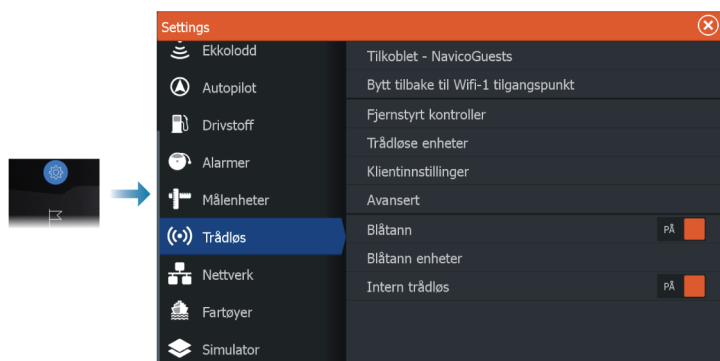 Settings
Ekkolodd
Autopilot
Drivstoff
Alarmer
Målenheter
Trådløs
Nettverk
Fartøyer
Simulator
Tilkoblet - NavicoGuests
Bytt tilbake til Wifi-1 tilgangspunkt
Fjernstyrt kontroller
Trådløse enheter
Klientinnstillinger
Avansert
Blåtann PÅ
Blåtann enheter
Intern trådløs PÅ